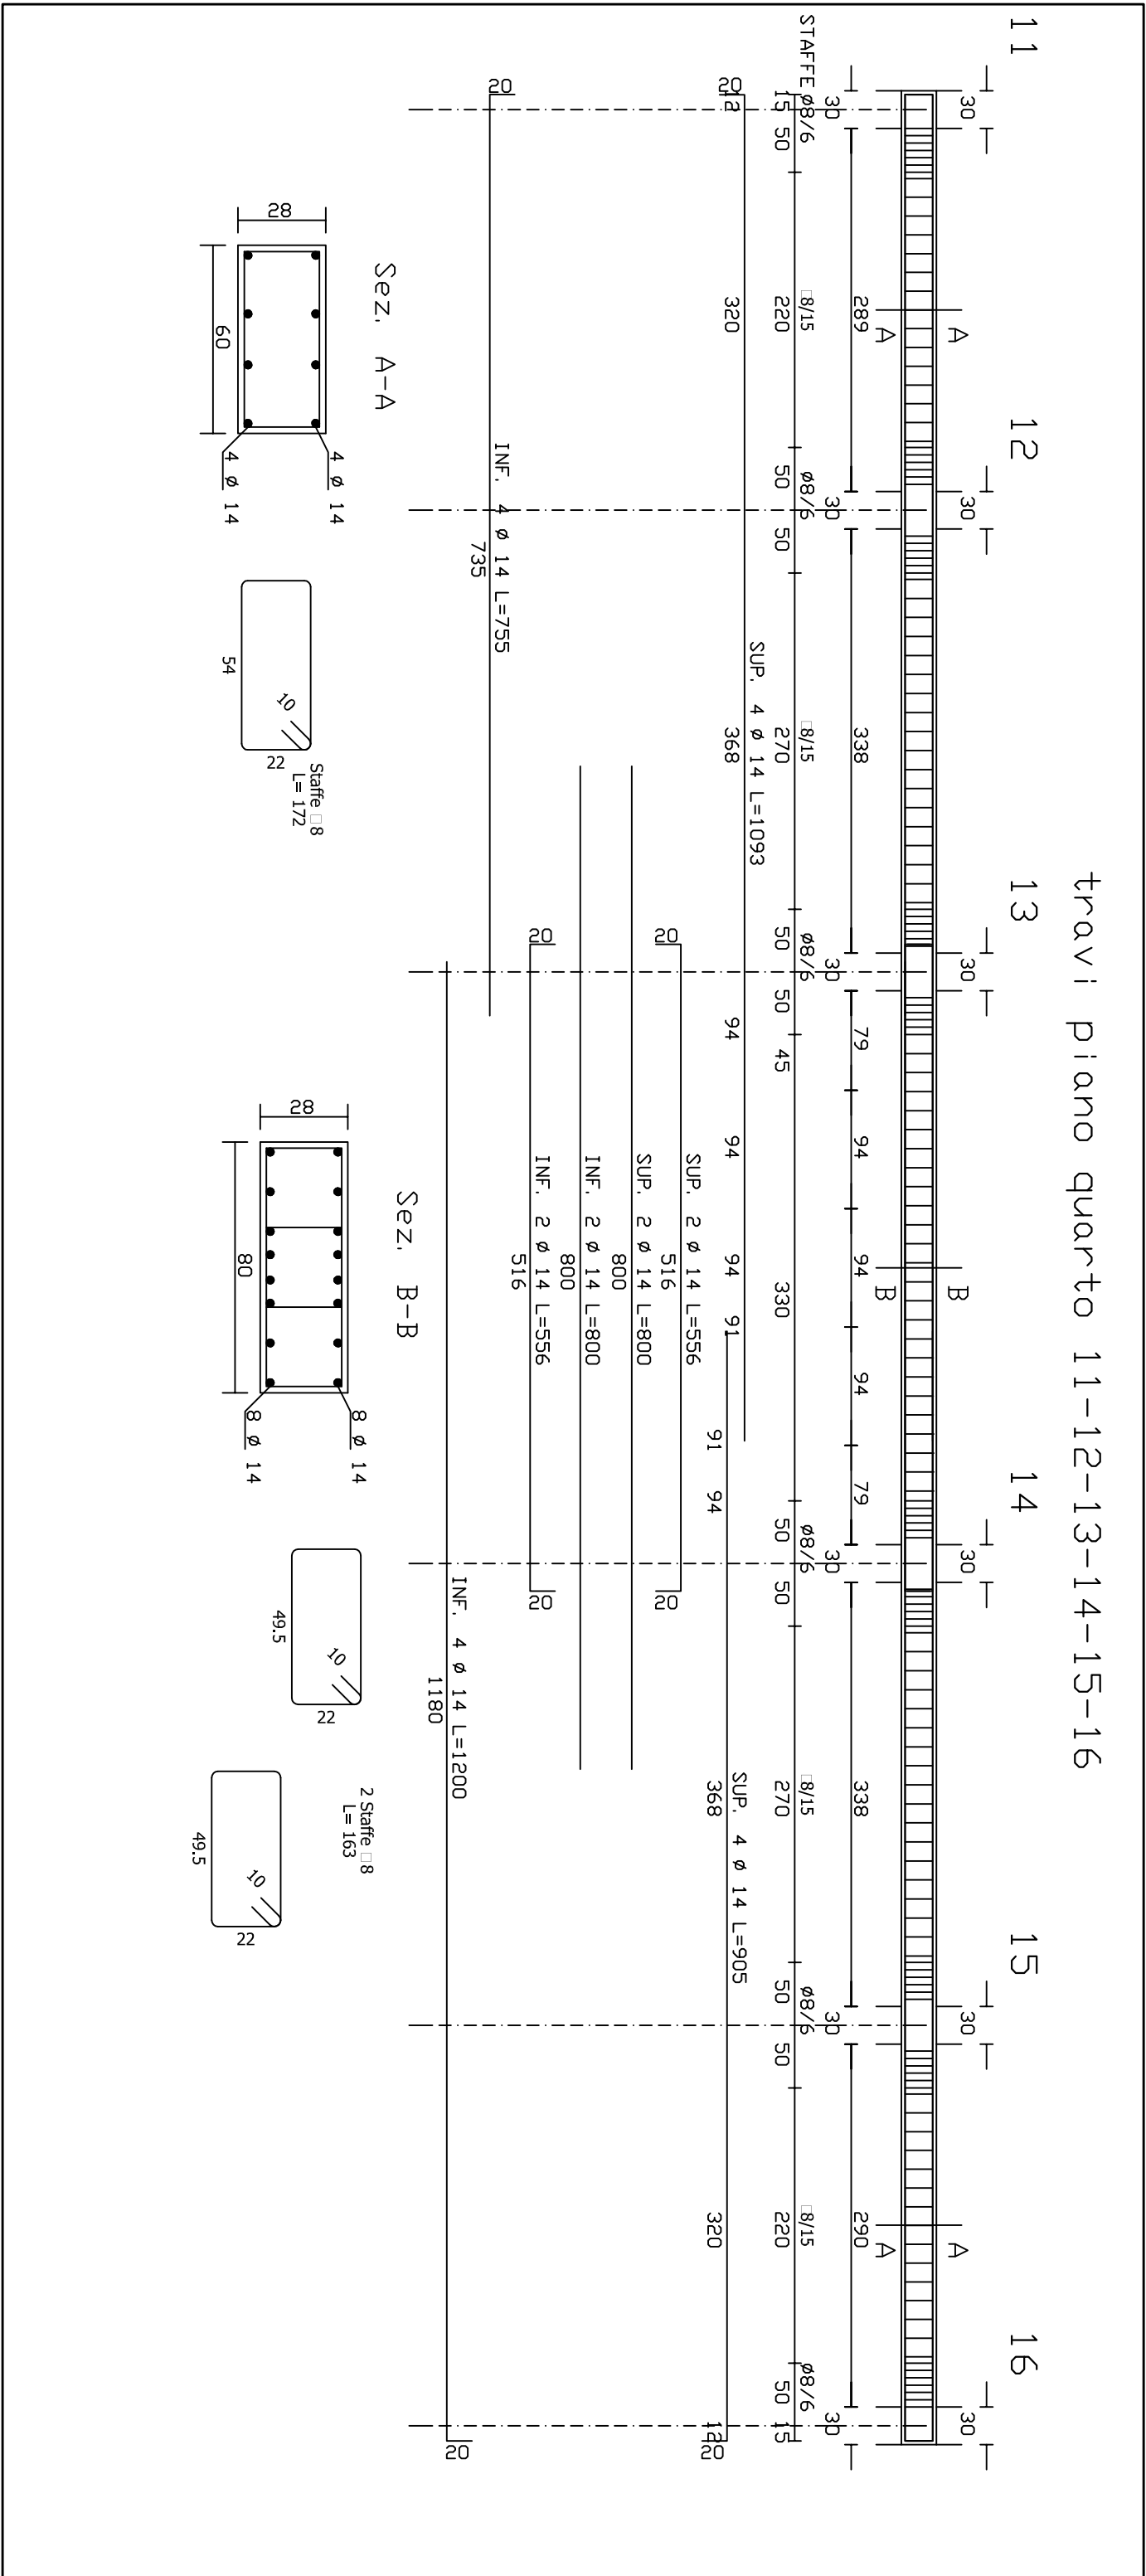 travi piano quarto 11-12-13-14-15-16
11 12 13 14 15 16
30 30 30 30 30 30
A B A
A B A
289 338 79 94 94 94 79 338 290
30 30 30 30 30 30
STAFFE ø8/6 □8/15 ø8/6 □8/15 ø8/6 ø8/6 □8/15 ø8/6 □8/15 ø8/6
15 50 220 50 50 270 50 50 45 330 50 50 270 50 50 220 50 15
SUP. 4 ø 14 L=1093
20 12 320 368 94 94 94 91
SUP. 4 ø 14 L=905
91 94 368 320 12 20
SUP. 2 ø 14 L=556
20 516 20
SUP. 2 ø 14 L=800
800
INF. 2 ø 14 L=800
800
INF. 2 ø 14 L=556
20 516 20
INF. 4 ø 14 L=755
20 735
INF. 4 ø 14 L=1200
1180 20
Sez. A-A
28
60
4 ø 14
4 ø 14
Staffe □8
L= 172
10
22
54
Sez. B-B
28
80
8 ø 14
8 ø 14
10
22
49.5
2 Staffe □8
L= 163
10
22
49.5